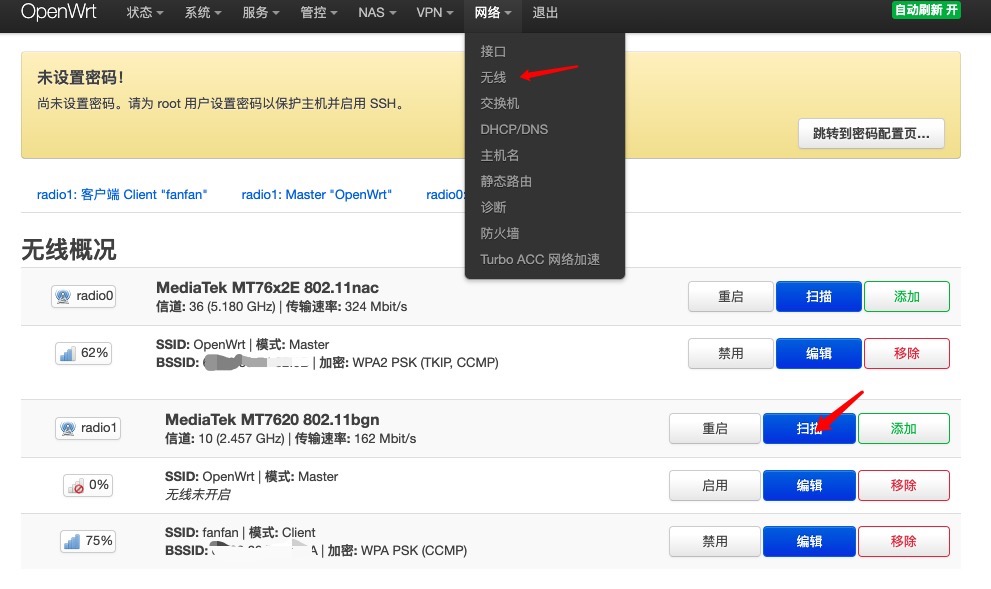 OpenWrt 状态 系统 服务 管控 NAS VPN 网络 退出 自动刷新 开
接口
无线
交换机
DHCP/DNS
主机名
静态路由
诊断
防火墙
Turbo ACC 网络加速
未设置密码！
尚未设置密码。请为 root 用户设置密码以保护主机并启用 SSH。
跳转到密码配置页...
radio1: 客户端 Client "fanfan" radio1: Master "OpenWrt" radio0:
无线概况
radio0 MediaTek MT76x2E 802.11nac 重启 扫描 添加
信道: 36 (5.180 GHz) | 传输速率: 324 Mbit/s
62% SSID: OpenWrt | 模式: Master 禁用 编辑 移除
BSSID: | 加密: WPA2 PSK (TKIP, CCMP)
radio1 MediaTek MT7620 802.11bgn 重启 扫描 添加
信道: 10 (2.457 GHz) | 传输速率: 162 Mbit/s
0% SSID: OpenWrt | 模式: Master 启用 编辑 移除
无线未开启
75% SSID: fanfan | 模式: Client 禁用 编辑 移除
BSSID: | 加密: WPA PSK (CCMP)